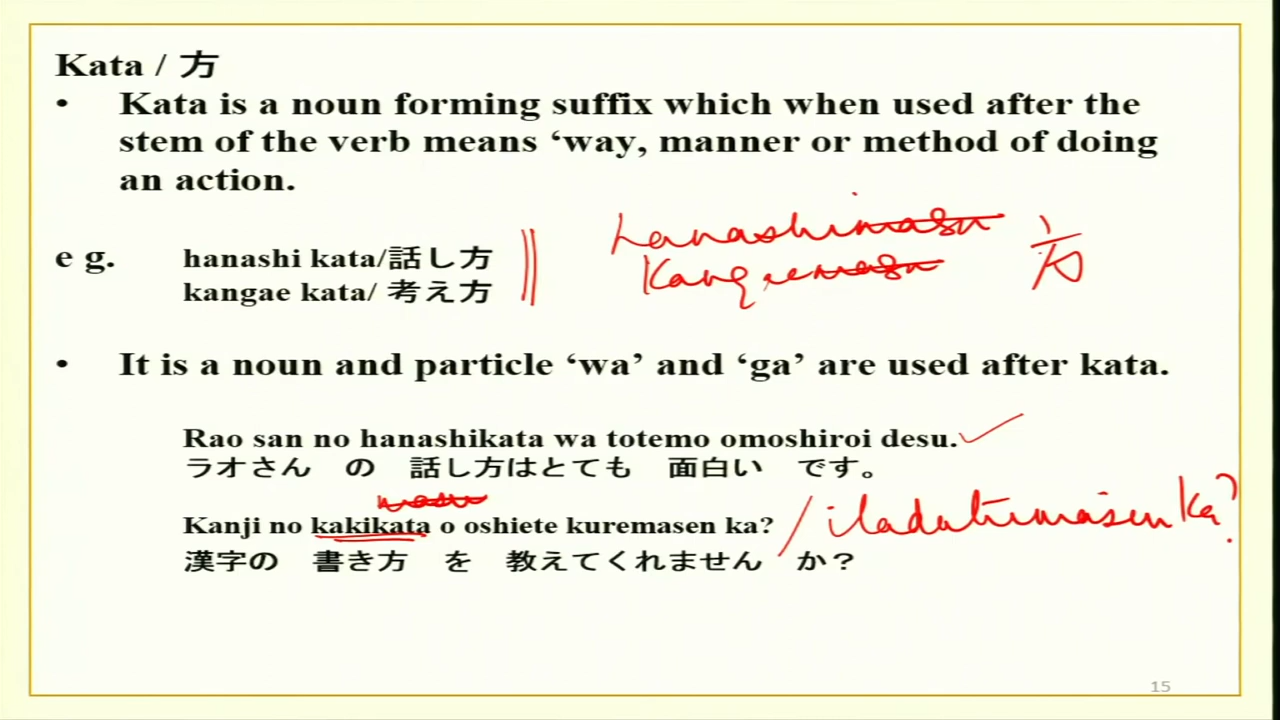 Kata / 方
• Kata is a noun forming suffix which when used after the
stem of the verb means ‘way, manner or method of doing
an action.
hanashimasu
e g. hanashi kata/話し方
方
Kangaemasu
kangae kata/ 考え方
• It is a noun and particle ‘wa’ and ‘ga’ are used after kata.
Rao san no hanashikata wa totemo omoshiroi desu.
ラオさん の 話し方はとても 面白い です。
masu
Kanji no kakikata o oshiete kuremasen ka? / itadakimasen ka?
漢字の 書き方 を 教えてくれません か？
15